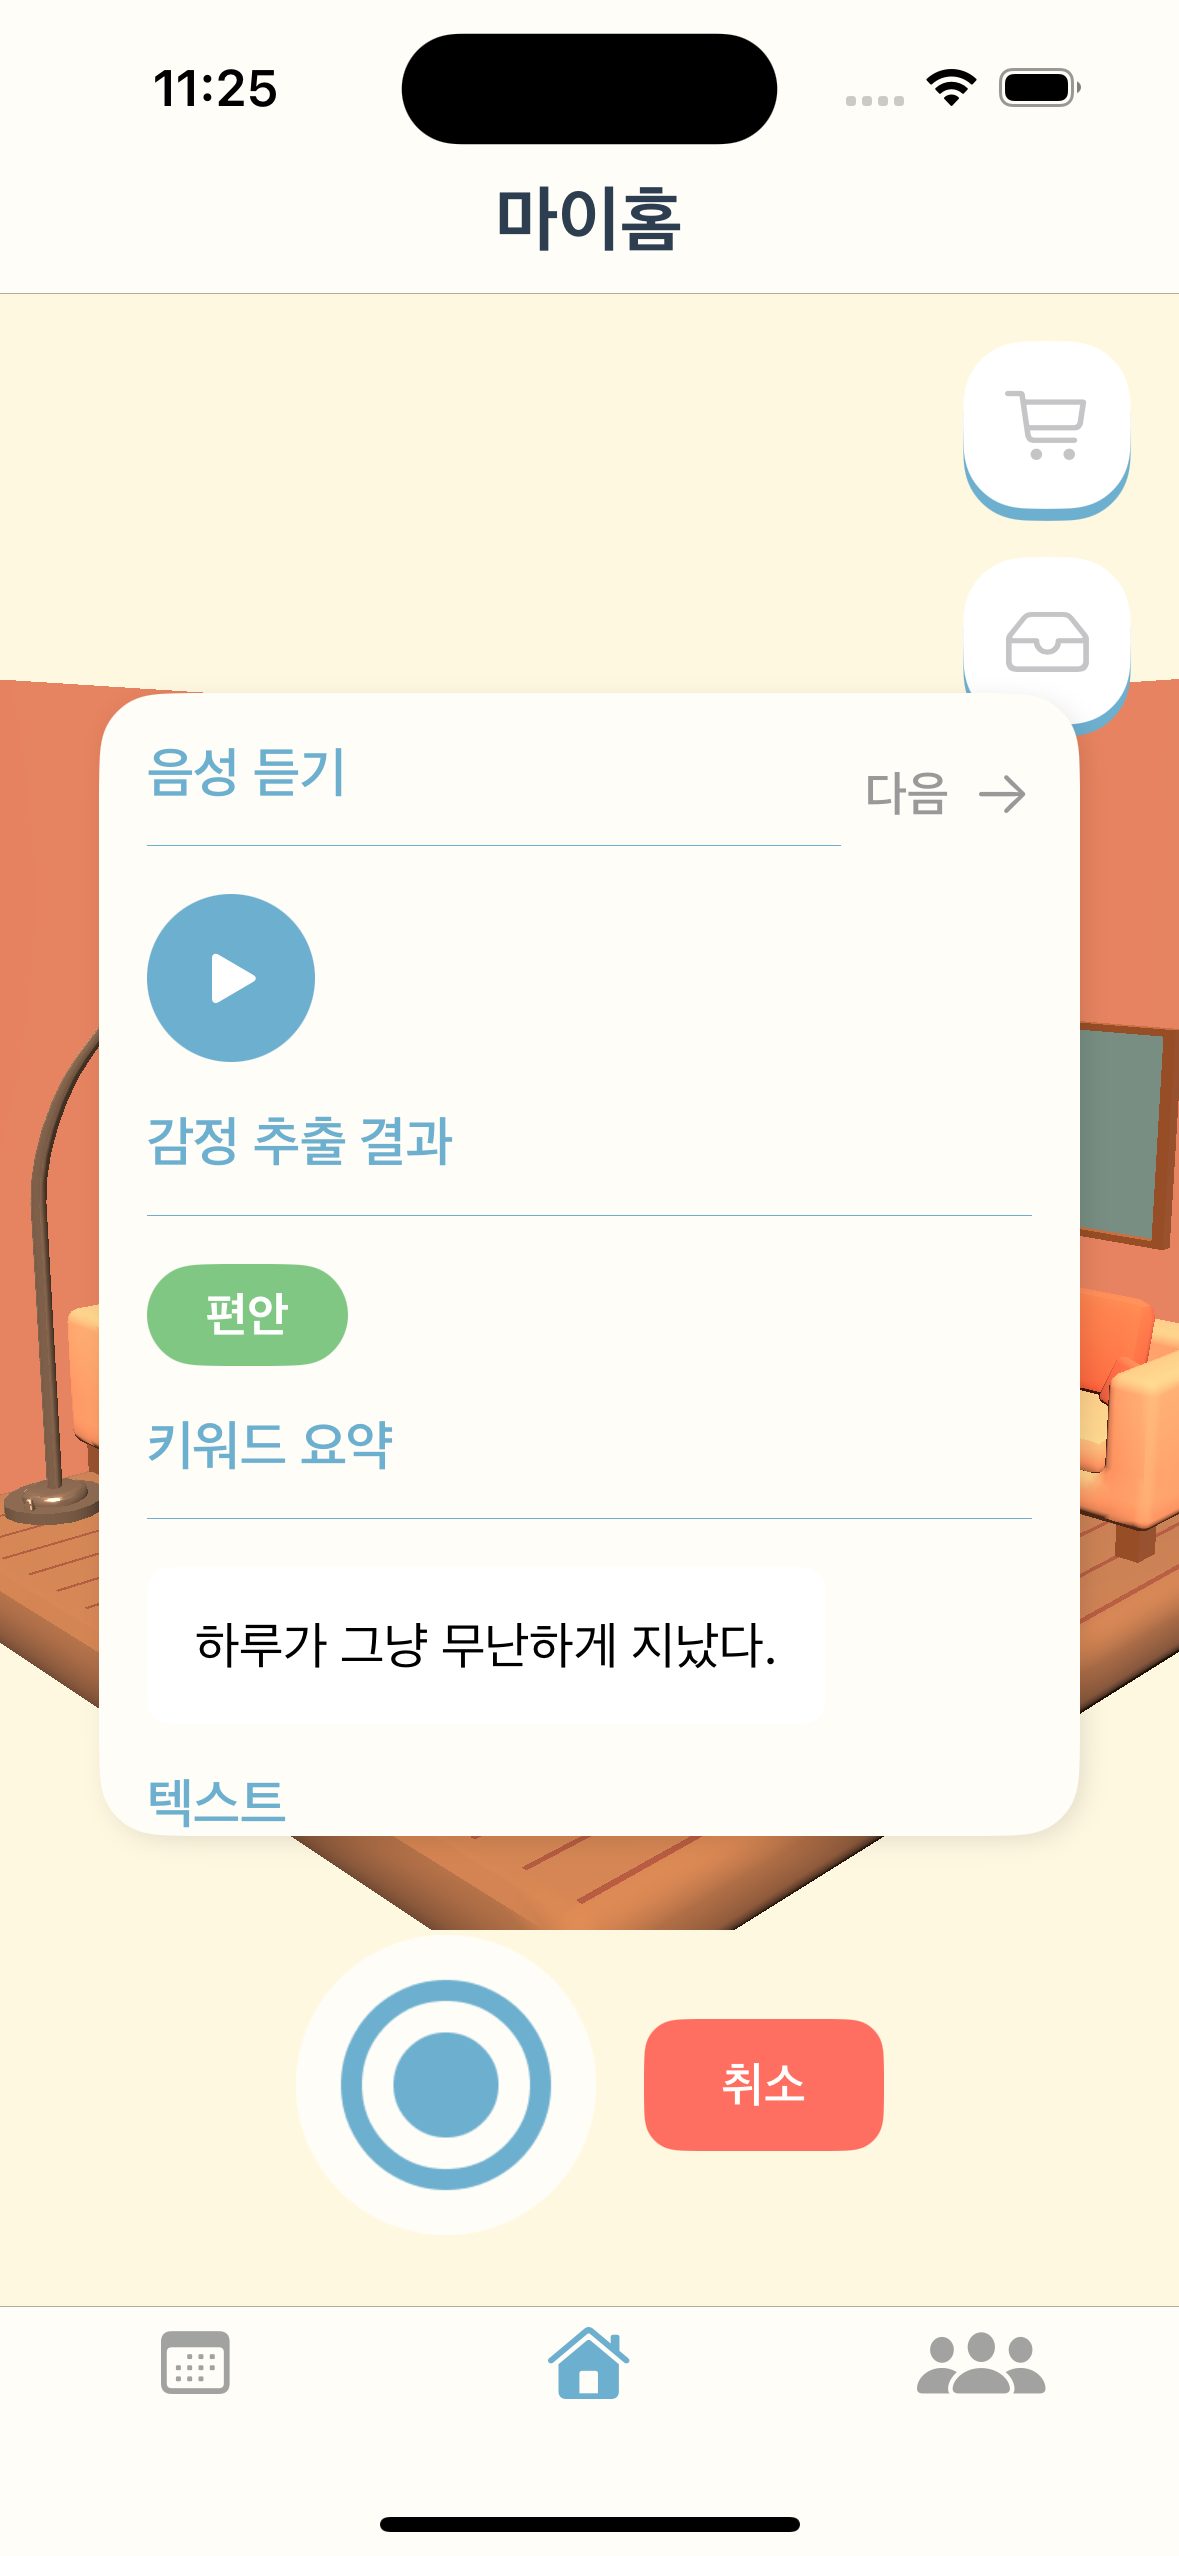 11:25
마이홈
음성 듣기
다음
감정 추출 결과
편안
키워드 요약
하루가 그냥 무난하게 지났다.
텍스트
취소